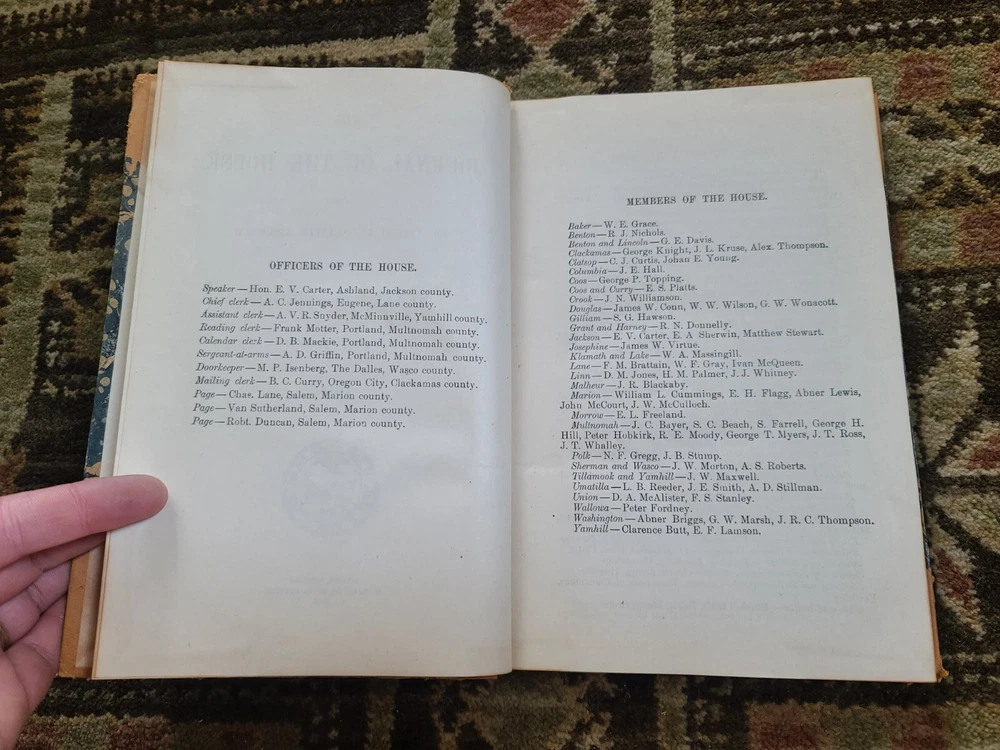 OFFICERS OF THE HOUSE.
Speaker—Hon. E. V. Carter, Ashland, Jackson county.
Chief clerk—A. C. Jennings, Eugene, Lane county.
Assistant clerk—A. V. R. Snyder, McMinnville, Yamhill county.
Reading clerk—Frank Motter, Portland, Multnomah county.
Calendar clerk—D. B. Mackie, Portland, Multnomah county.
Sergeant-at-arms—A. D. Griffin, Portland, Multnomah county.
Doorkeeper—M. P. Isenberg, The Dalles, Wasco county.
Mailing clerk—B. C. Curry, Oregon City, Clackamas county.
Page—Chas. Lane, Salem, Marion county.
Page—Van Sutherland, Salem, Marion county.
Page—Robt. Duncan, Salem, Marion county.
MEMBERS OF THE HOUSE.
Baker—W. E. Grace.
Benton—R. J. Nichols.
Benton and Lincoln—G. E. Davis.
Clackamas—George Knight, J. L. Kruse, Alex. Thompson.
Clatsop—C. J. Curtis, Johan E. Young.
Columbia—J. E. Hall.
Coos—George P. Topping.
Coos and Curry—E. S. Platts.
Crook—J. N. Williamson.
Douglas—James W. Conn, W. W. Wilson, G. W. Wonacott.
Gilliam—S. G. Hawson.
Grant and Harney—R. N. Donnelly.
Jackson—E. V. Carter, E. A Sherwin, Matthew Stewart.
Josephine—James W. Virtue.
Klamath and Lake—W. A. Massingill.
Lane—F. M. Brattain, W. F. Gray, Ivan McQueen.
Linn—D. M. Jones, H. M. Palmer, J. J. Whitney.
Malheur—J. R. Blackaby.
Marion—William L. Cummings, E. H. Flagg, Abner Lewis,
John McCourt, J. W. McCulloch.
Morrow—E. L. Freeland.
Multnomah—J. C. Bayer, S. C. Beach, S. Farrell, George H.
Hill, Peter Hobkirk, R. E. Moody, George T. Myers, J. T. Ross,
J. T. Whalley.
Polk—N. F. Gregg, J. B. Stump.
Sherman and Wasco—J. W. Morton, A. S. Roberts.
Tillamook and Yamhill—J. W. Maxwell.
Umatilla—L. B. Reeder, J. E. Smith, A. D. Stillman.
Union—D. A. McAlister, F. S. Stanley.
Wallowa—Peter Fordney.
Washington—Abner Briggs, G. W. Marsh, J. R. C. Thompson.
Yamhill—Clarence Butt, E. F. Lamson.